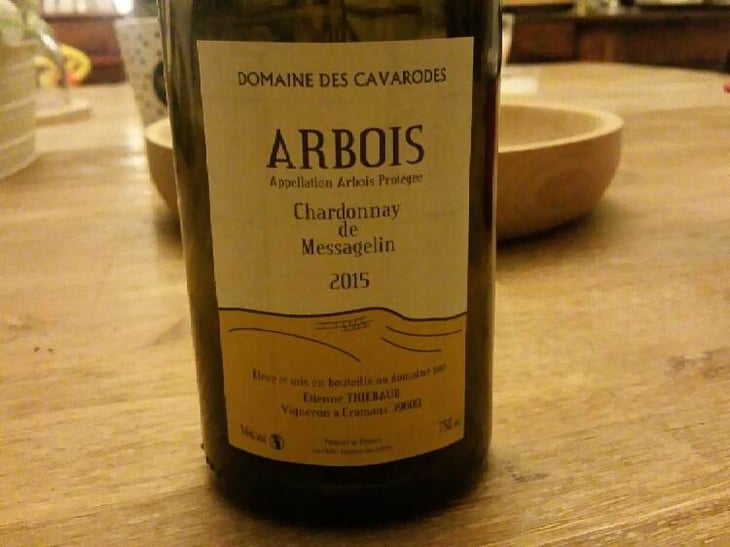 DOMAINE DES CAVARODES
ARBOIS
Appellation Arbois Protégée
Chardonnay
de
Messagelin
2015
Elevé et mis en bouteille au domaine par
Etienne THIEBAUD
Vigneron à Cramans 39600
750 ml